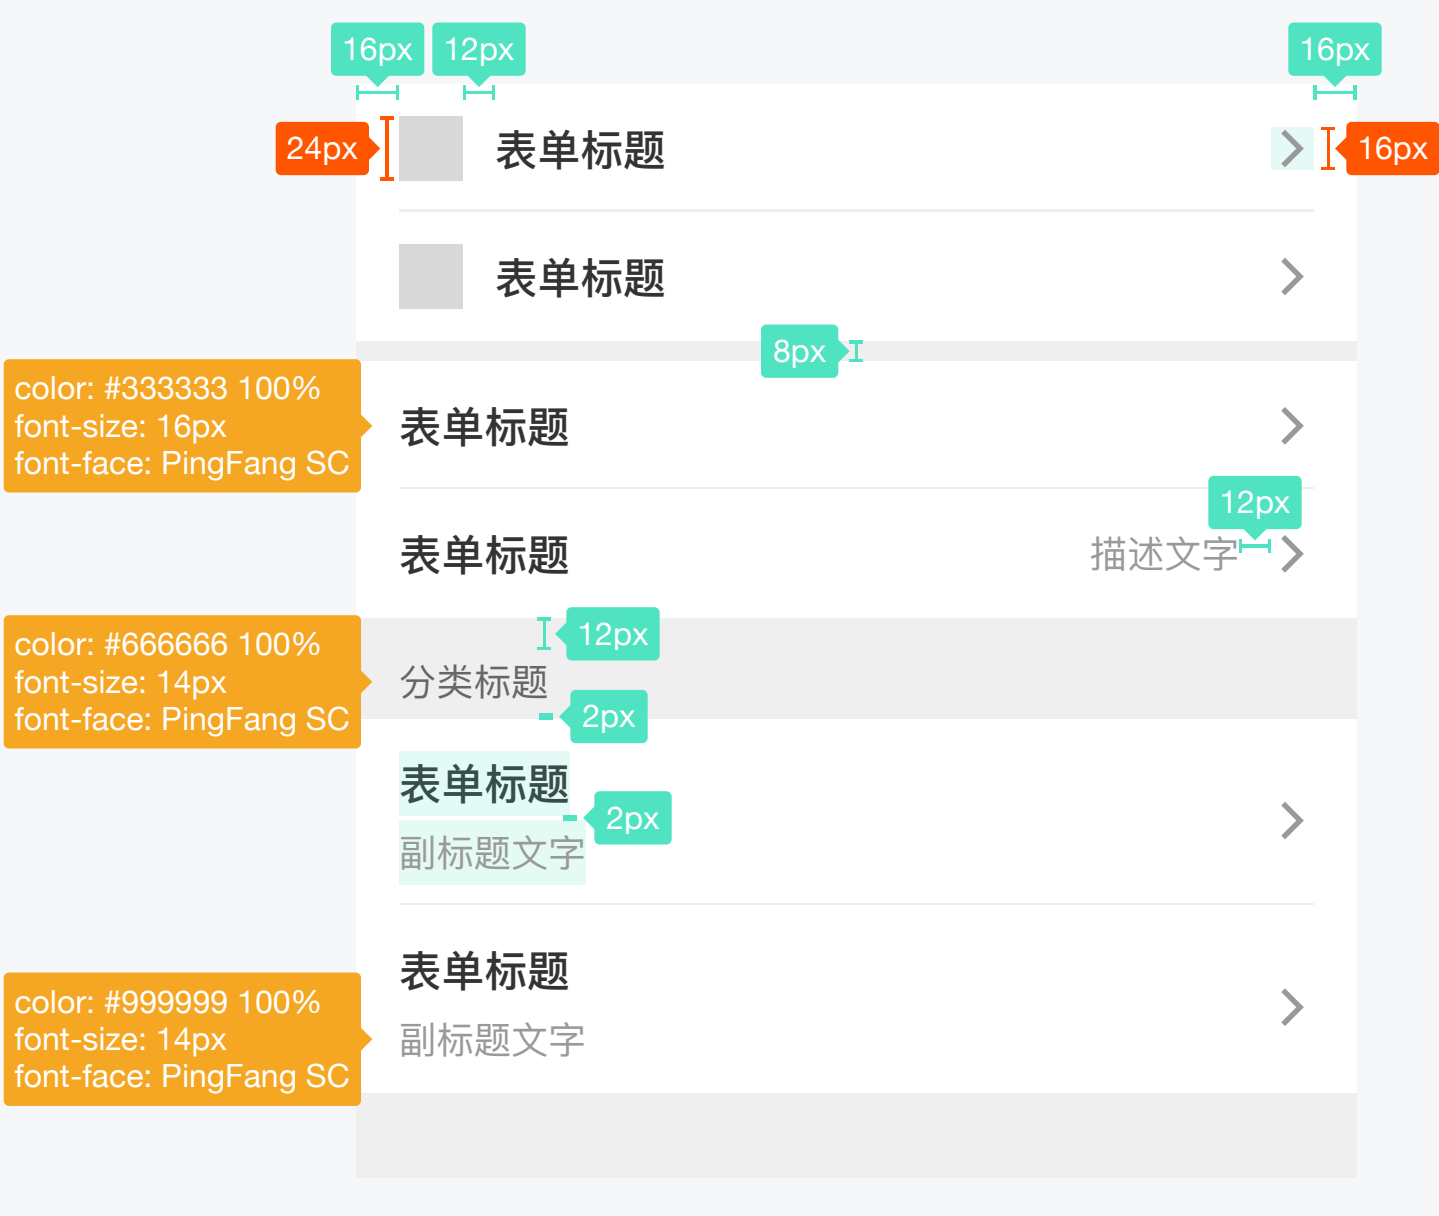 16px
12px
16px
24px
表单标题
16px
表单标题
8px
color: #333333 100%
font-size: 16px
font-face: PingFang SC
表单标题
12px
表单标题
描述文字
12px
color: #666666 100%
font-size: 14px
font-face: PingFang SC
分类标题
2px
表单标题
2px
副标题文字
表单标题
color: #999999 100%
font-size: 14px
font-face: PingFang SC
副标题文字